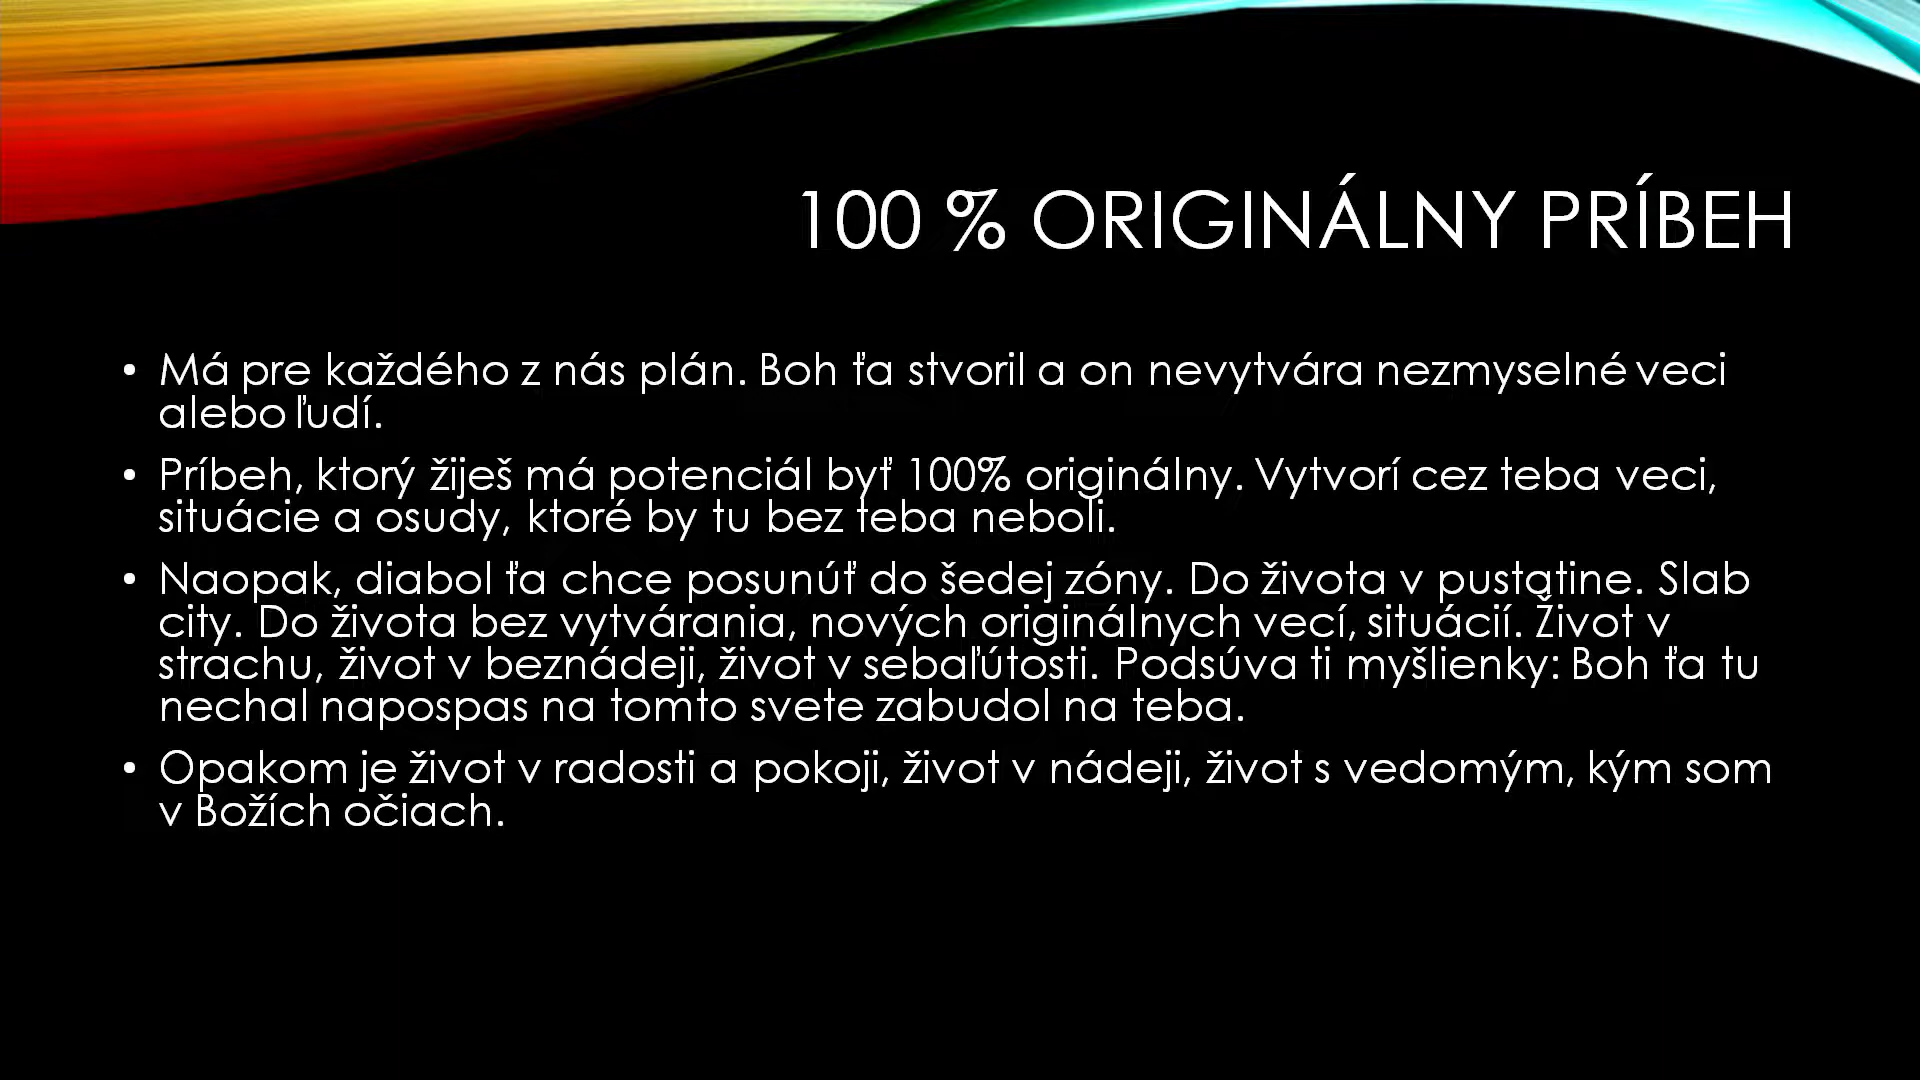 100 % ORIGINÁLNY PRÍBEH
• Má pre každého z nás plán. Boh ťa stvoril a on nevytvára nezmyselné veci
alebo ľudí.
• Príbeh, ktorý žiješ má potenciál byť 100% originálny. Vytvorí cez teba veci,
situácie a osudy, ktoré by tu bez teba neboli.
• Naopak, diabol ťa chce posunúť do šedej zóny. Do života v pustatine. Slab
city. Do života bez vytvárania, nových originálnych vecí, situácií. Život v
strachu, život v beznádeji, život v sebaľútosti. Podsúva ti myšlienky: Boh ťa tu
nechal napospas na tomto svete zabudol na teba.
• Opakom je život v radosti a pokoji, život v nádeji, život s vedomým, kým som
v Božích očiach.